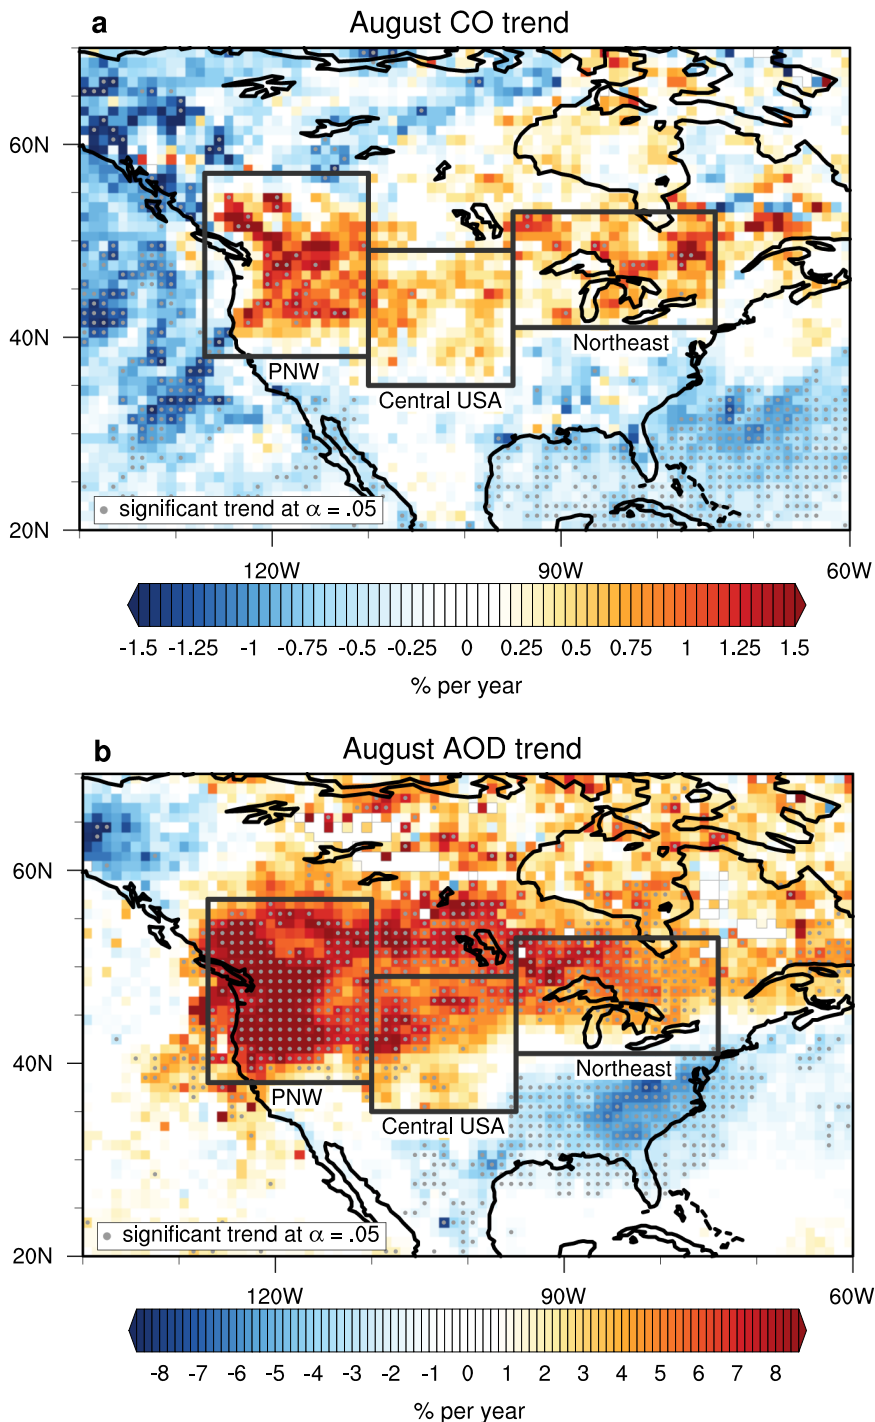 a
August CO trend
60N
40N
20N
PNW
Central USA
Northeast
significant trend at α = .05
120W 90W 60W
-1.5 -1.25 -1 -0.75 -0.5 -0.25 0 0.25 0.5 0.75 1 1.25 1.5
% per year
b
August AOD trend
60N
40N
20N
PNW
Central USA
Northeast
significant trend at α = .05
120W 90W 60W
-8 -7 -6 -5 -4 -3 -2 -1 0 1 2 3 4 5 6 7 8
% per year